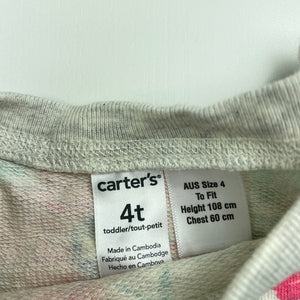 carter's®
4t
toddler/tout-petit
Made in Cambodia
Fabriqué au Cambodge
Hecho en Camboya
AUS Size 4
To Fit
Height 108 cm
Chest 60 cm